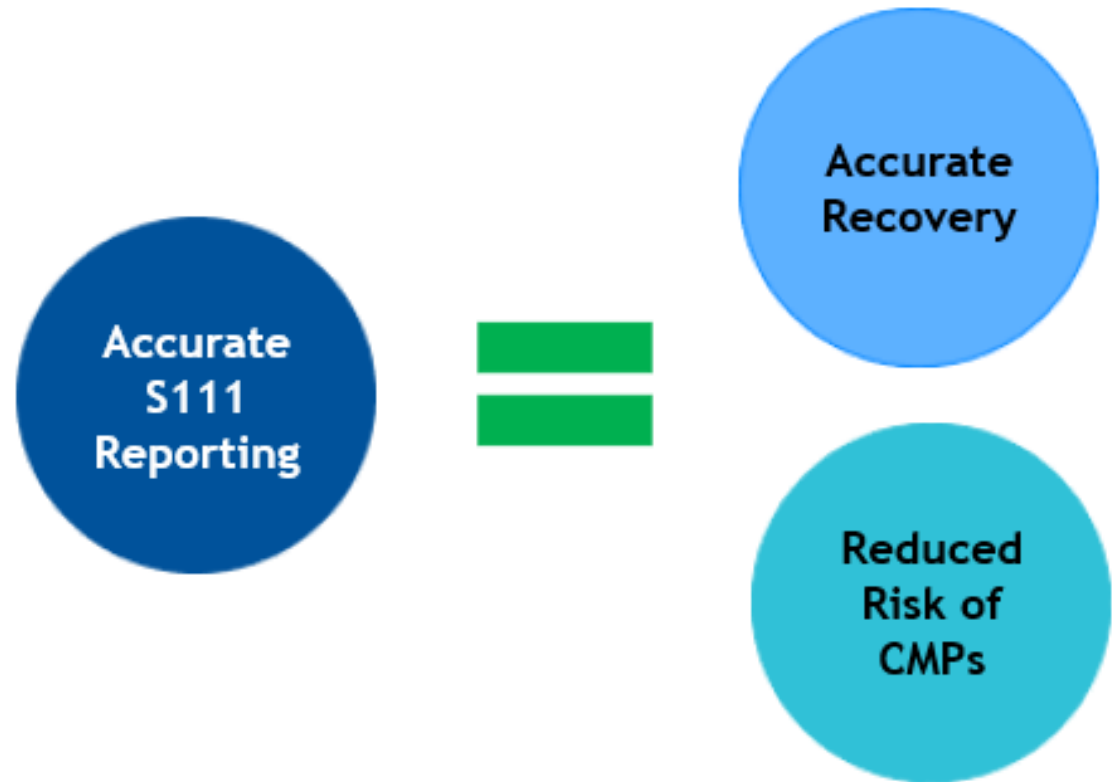 Accurate
S111
Reporting
Accurate
Recovery
Reduced
Risk of
CMPs